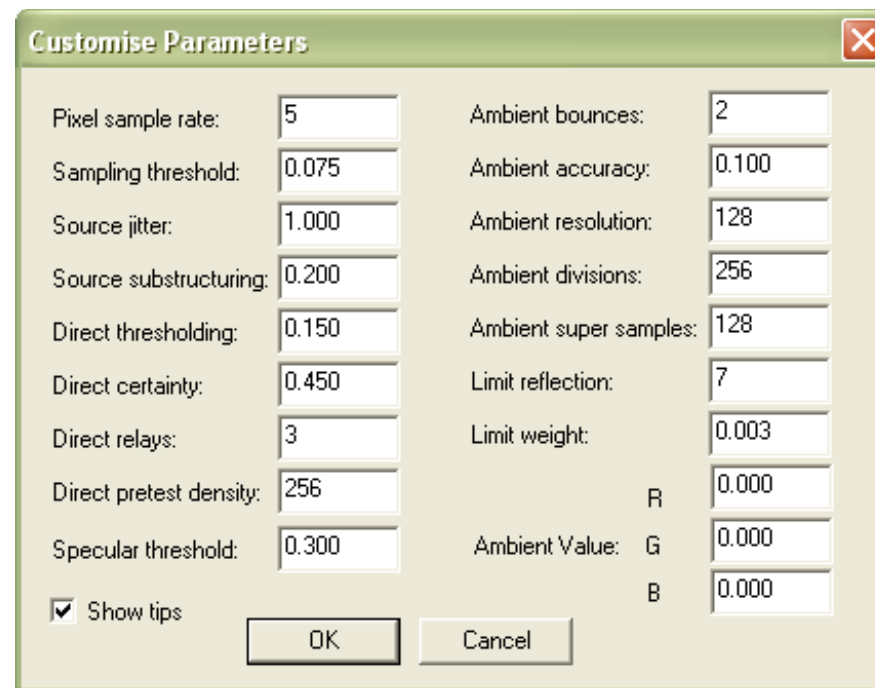 Customise Parameters
Pixel sample rate: 5
Sampling threshold: 0.075
Source jitter: 1.000
Source substructuring: 0.200
Direct thresholding: 0.150
Direct certainty: 0.450
Direct relays: 3
Direct pretest density: 256
Specular threshold: 0.300
Show tips
Ambient bounces: 2
Ambient accuracy: 0.100
Ambient resolution: 128
Ambient divisions: 256
Ambient super samples: 128
Limit reflection: 7
Limit weight: 0.003
R 0.000
Ambient Value: G 0.000
B 0.000
OK Cancel